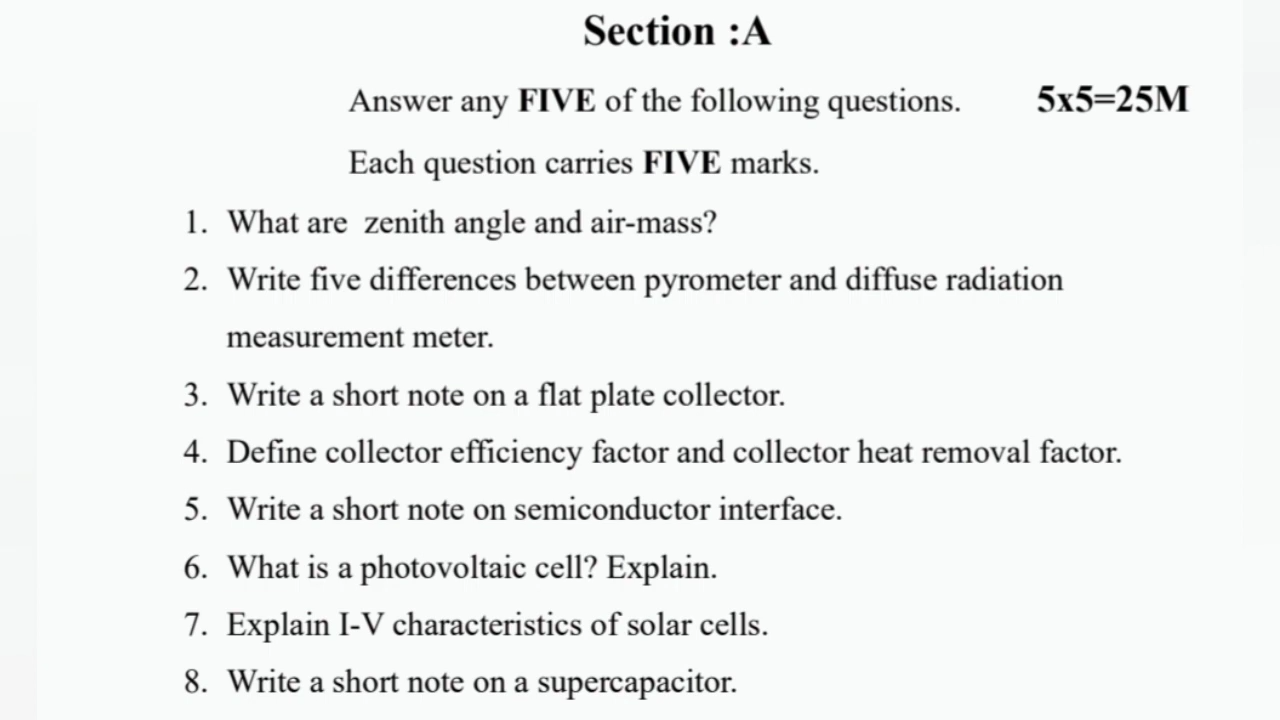 Section :A
Answer any FIVE of the following questions. 5x5=25M
Each question carries FIVE marks.
1. What are zenith angle and air-mass?
2. Write five differences between pyrometer and diffuse radiation
measurement meter.
3. Write a short note on a flat plate collector.
4. Define collector efficiency factor and collector heat removal factor.
5. Write a short note on semiconductor interface.
6. What is a photovoltaic cell? Explain.
7. Explain I-V characteristics of solar cells.
8. Write a short note on a supercapacitor.